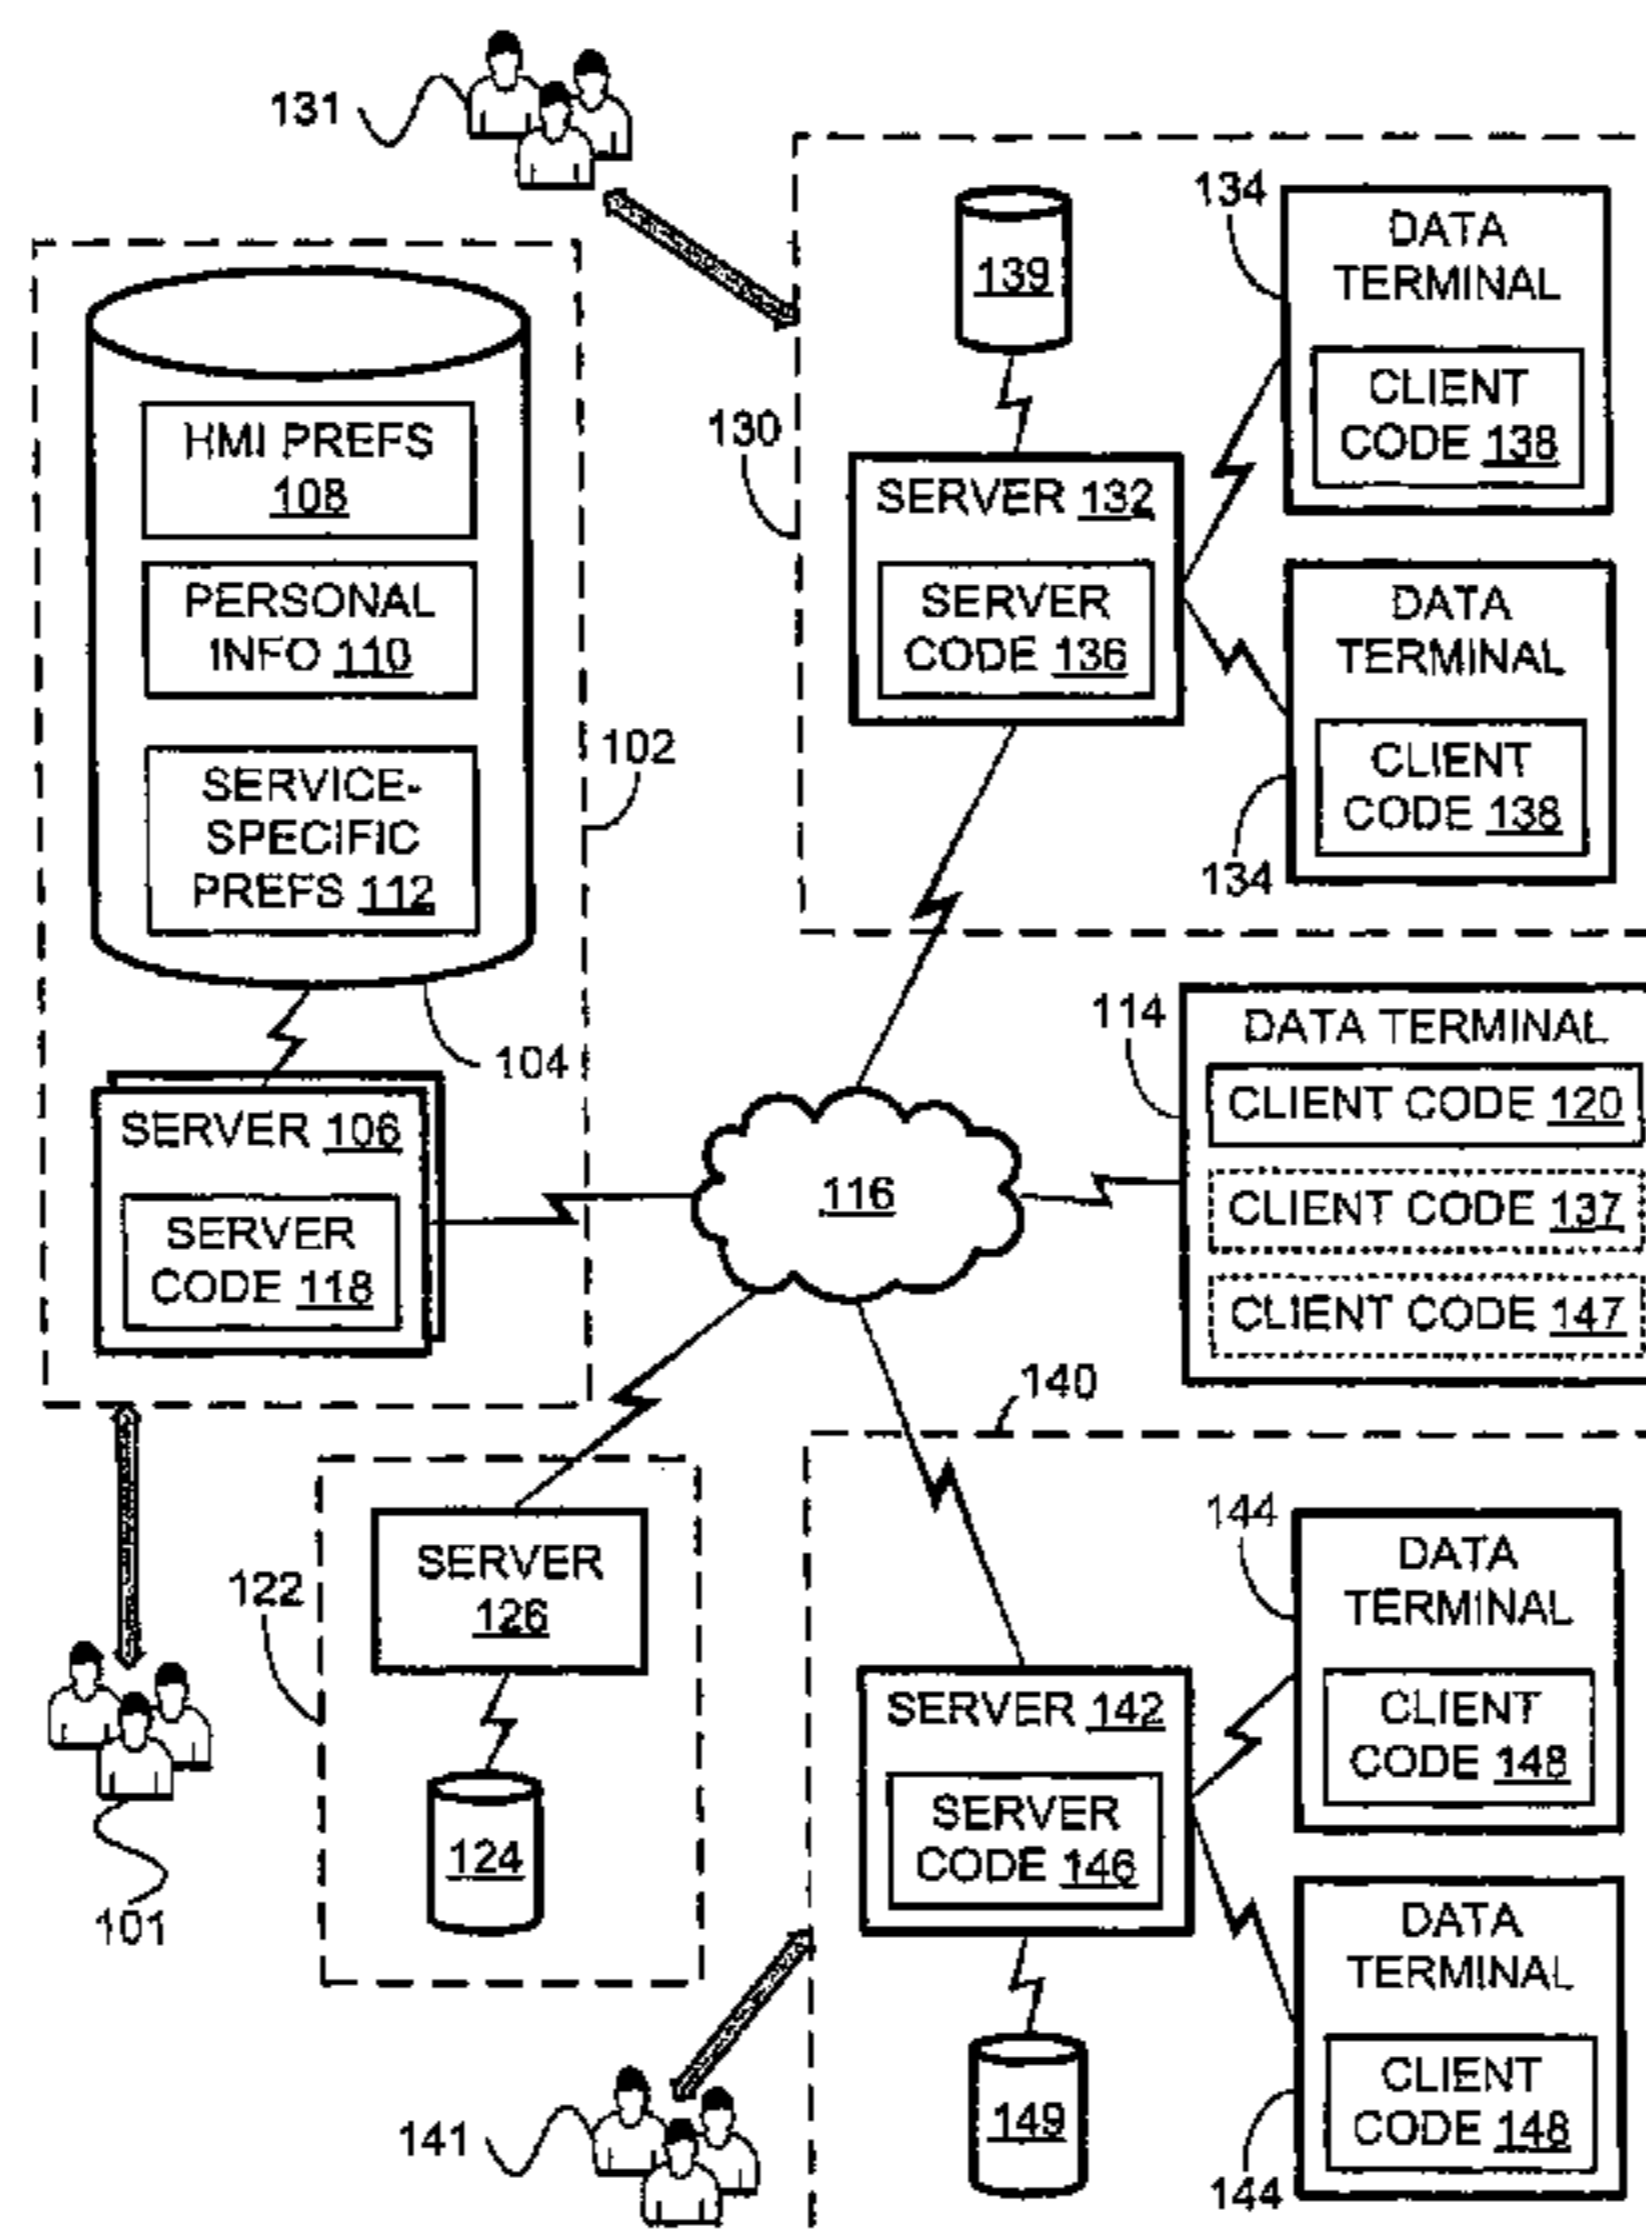 131
134
DATA
TERMINAL
CLIENT
CODE 138
139
130
SERVER 132
SERVER
CODE 136
DATA
TERMINAL
CLIENT
CODE 138
134
HMI PREFS
108
PERSONAL
INFO 110
SERVICE-
SPECIFIC
PREFS 112
102
104
SERVER 106
SERVER
CODE 118
116
114
DATA TERMINAL
CLIENT CODE 120
CLIENT CODE 137
CLIENT CODE 147
140
122
SERVER
126
124
101
144
DATA
TERMINAL
CLIENT
CODE 148
SERVER 142
SERVER
CODE 146
DATA
TERMINAL
CLIENT
CODE 148
144
149
141